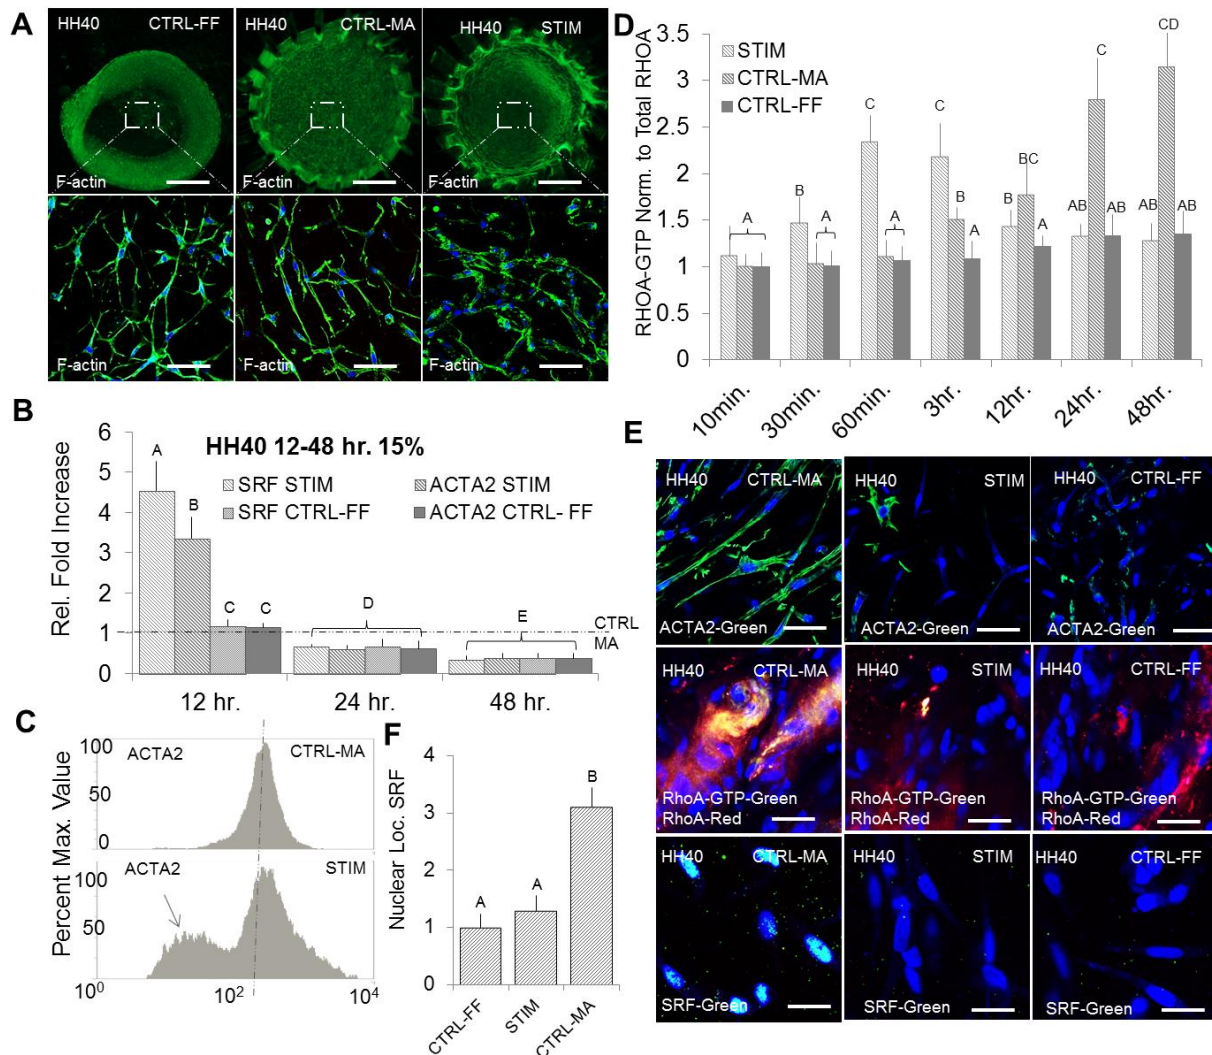 A
HH40 CTRL-FF
HH40 CTRL-MA
HH40 STIM
F-actin
F-actin
F-actin
F-actin
F-actin
F-actin
B
HH40 12-48 hr. 15%
SRF STIM
ACTA2 STIM
SRF CTRL-FF
ACTA2 CTRL- FF
Rel. Fold Increase
6
5
4
3
2
1
0
A
B
C
C
D
E
CTRL
MA
12 hr.
24 hr.
48 hr.
C
Percent Max. Value
ACTA2 CTRL-MA
100
50
0
ACTA2 STIM
100
50
0
10^0
10^2
10^4
F
Nuclear Loc. SRF
4
3
2
1
0
A
A
B
CTRL-FF
STIM
CTRL-MA
D
RHOA-GTP Norm. to Total RHOA
3.5
3
2.5
2
1.5
1
0.5
0
STIM
CTRL-MA
CTRL-FF
A
B
A
C
A
C
B
A
B
BC
A
AB
C
AB
AB
CD
AB
10min.
30min.
60min.
3hr.
12hr.
24hr.
48hr.
E
HH40 CTRL-MA
ACTA2-Green
HH40 STIM
ACTA2-Green
HH40 CTRL-FF
ACTA2-Green
HH40 CTRL-MA
RhoA-GTP-Green
RhoA-Red
HH40 STIM
RhoA-GTP-Green
RhoA-Red
HH40 CTRL-FF
RhoA-GTP-Green
RhoA-Red
HH40 CTRL-MA
SRF-Green
HH40 STIM
SRF-Green
HH40 CTRL-FF
SRF-Green